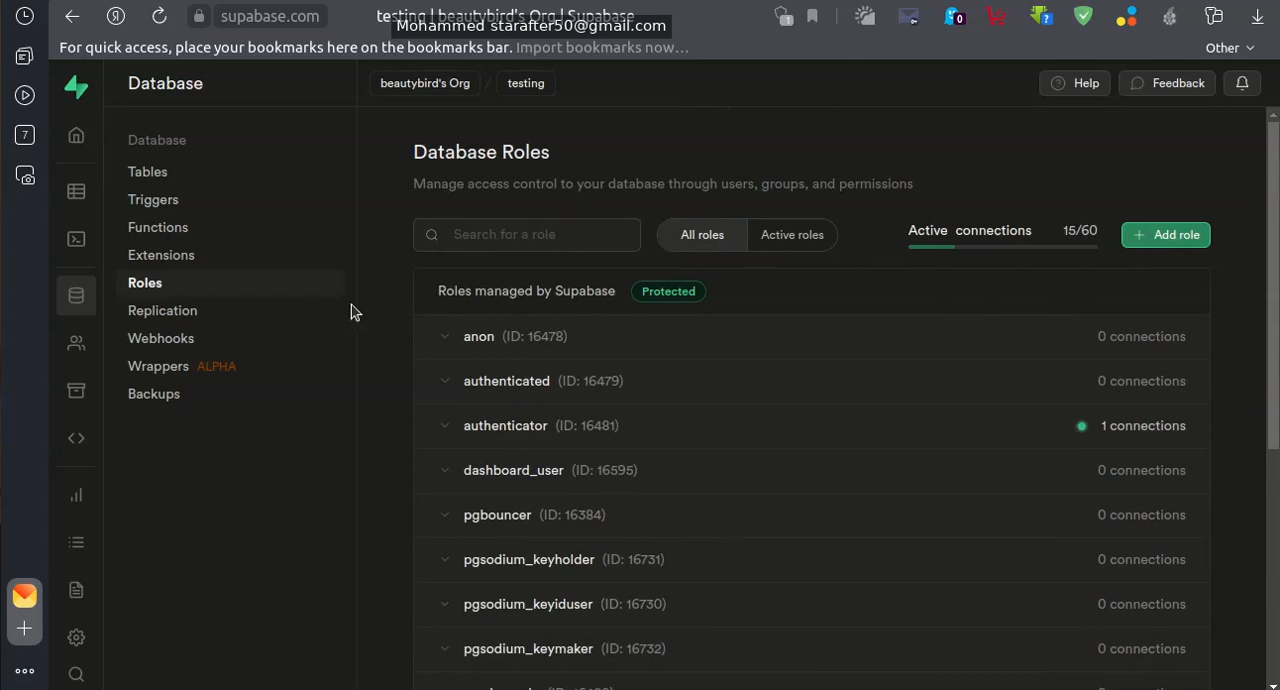 supabase.com
testing | beautybird's Org | Supabase
Mohammed starafter50@gmail.com
For quick access, place your bookmarks here on the bookmarks bar. Import bookmarks now…
Other
Database
beautybird's Org / testing
Help
Feedback
7
Database
Tables
Triggers
Functions
Extensions
Roles
Replication
Webhooks
Wrappers ALPHA
Backups
Database Roles
Manage access control to your database through users, groups, and permissions
Search for a role
All roles
Active roles
Active connections 15/60
Add role
Roles managed by Supabase Protected
anon (ID: 16478) 0 connections
authenticated (ID: 16479) 0 connections
authenticator (ID: 16481) 1 connections
dashboard_user (ID: 16595) 0 connections
pgbouncer (ID: 16384) 0 connections
pgsodium_keyholder (ID: 16731) 0 connections
pgsodium_keyiduser (ID: 16730) 0 connections
pgsodium_keymaker (ID: 16732) 0 connections